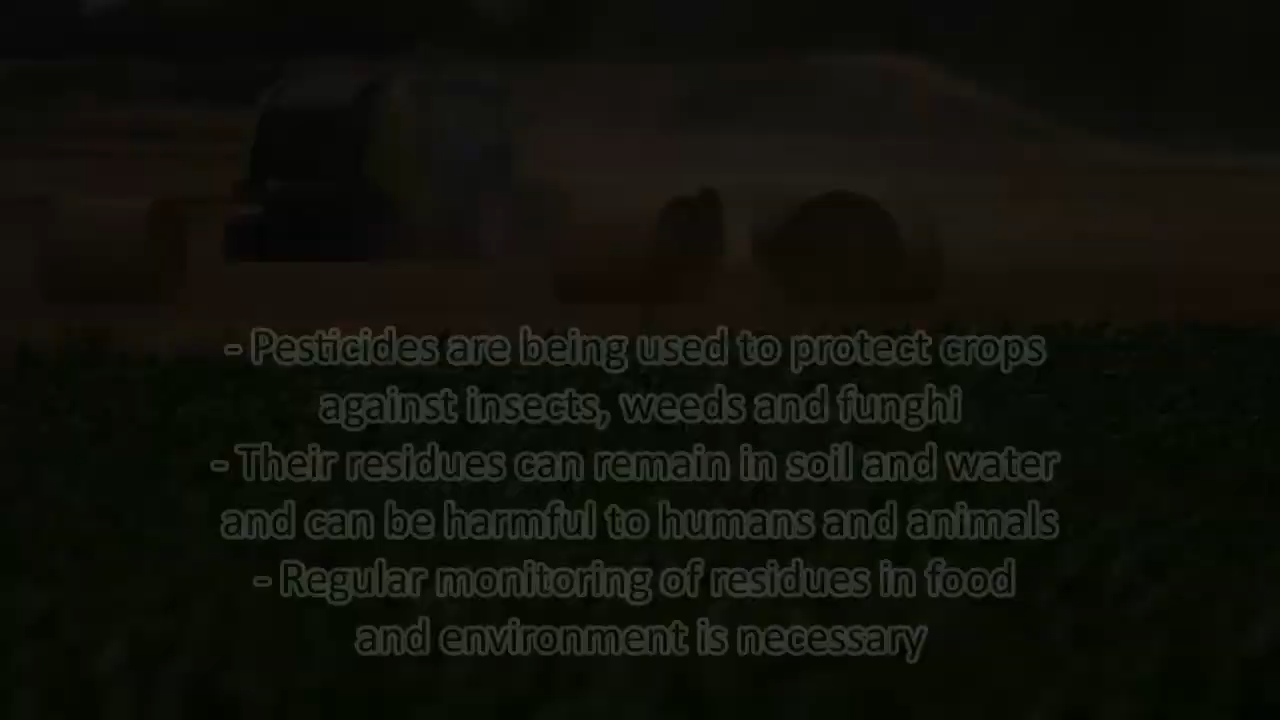 - Pesticides are being used to protect crops
against insects, weeds and funghi
- Their residues can remain in soil and water
and can be harmful to humans and animals
- Regular monitoring of residues in food
and environment is necessary